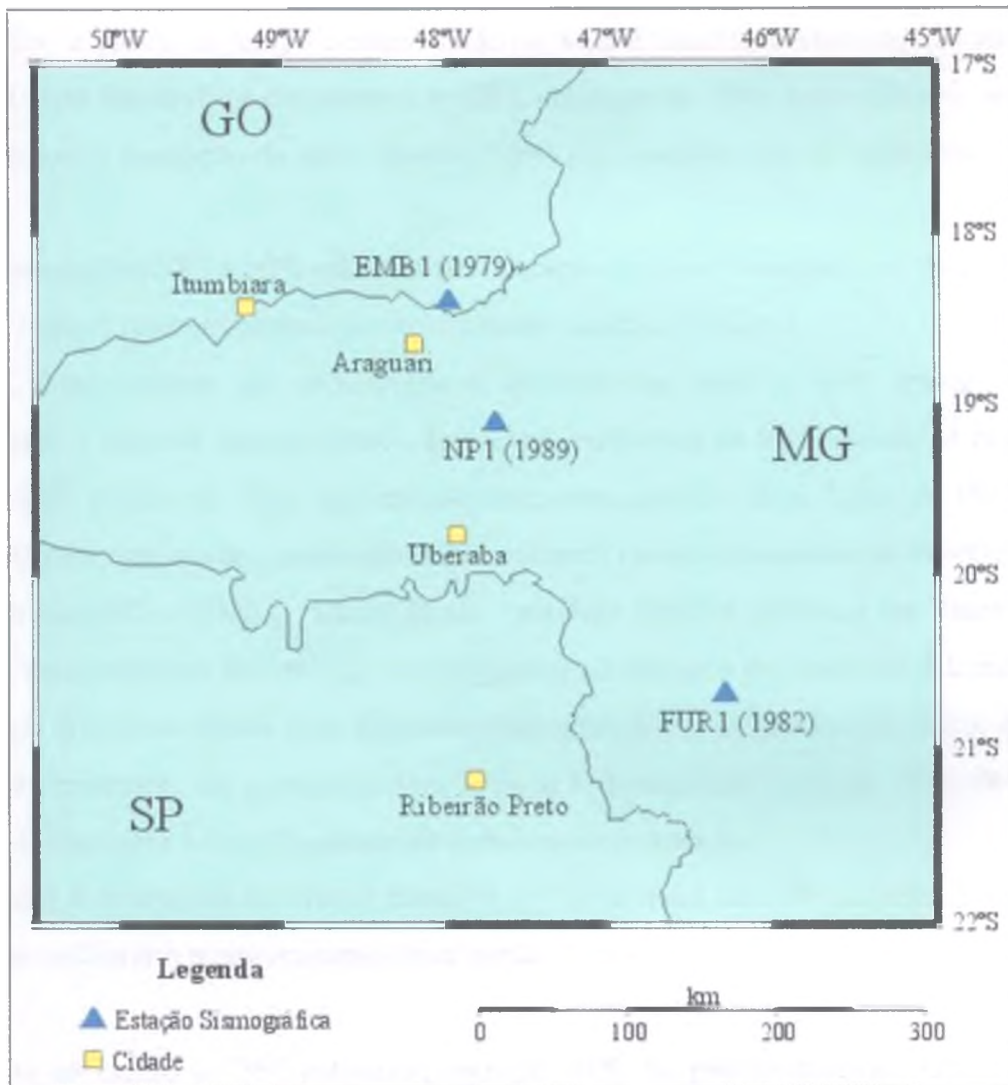 50°W 49°W 48°W 47°W 46°W 45°W
17°S
GO
18°S
EMB1 (1979)
Itumbiara
Araguari
19°S
MG
NP1 (1989)
Uberaba
20°S
FUR1 (1982)
21°S
SP
Ribeirão Preto
22°S
Legenda
km
Estação Sismográfica
0 100 200 300
Cidade